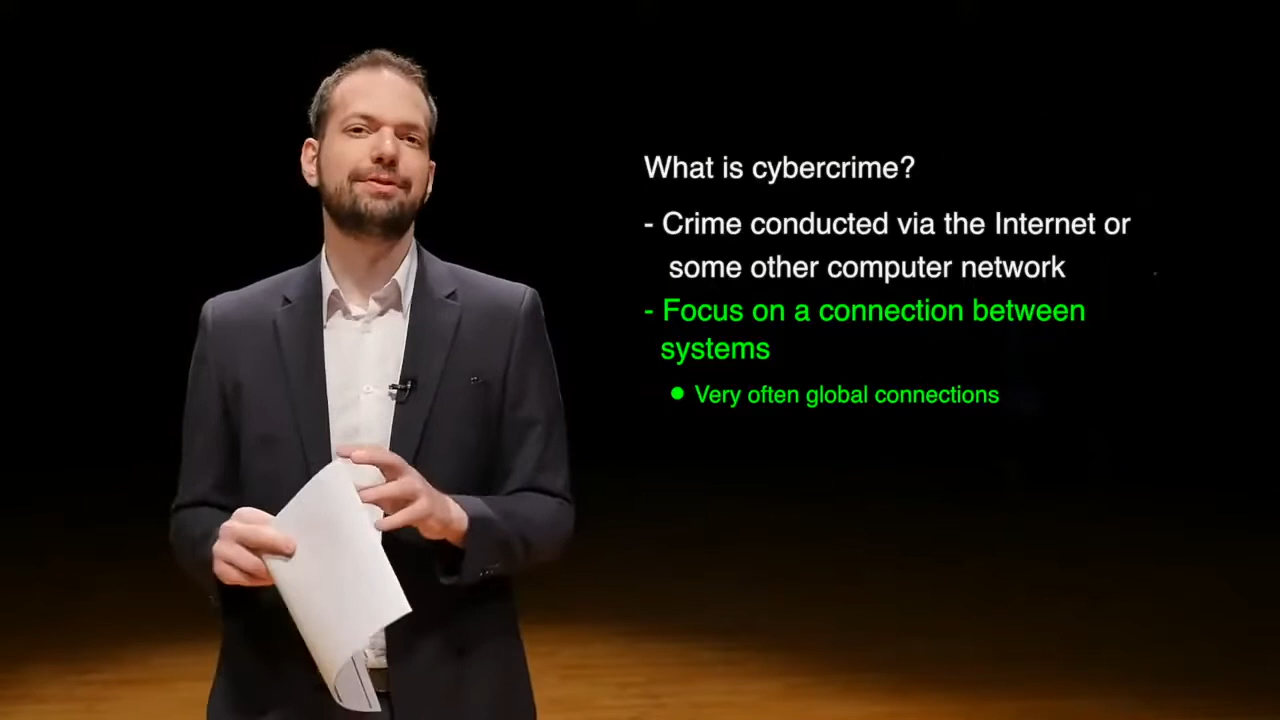 What is cybercrime?
- Crime conducted via the Internet or
some other computer network
- Focus on a connection between
systems
● Very often global connections